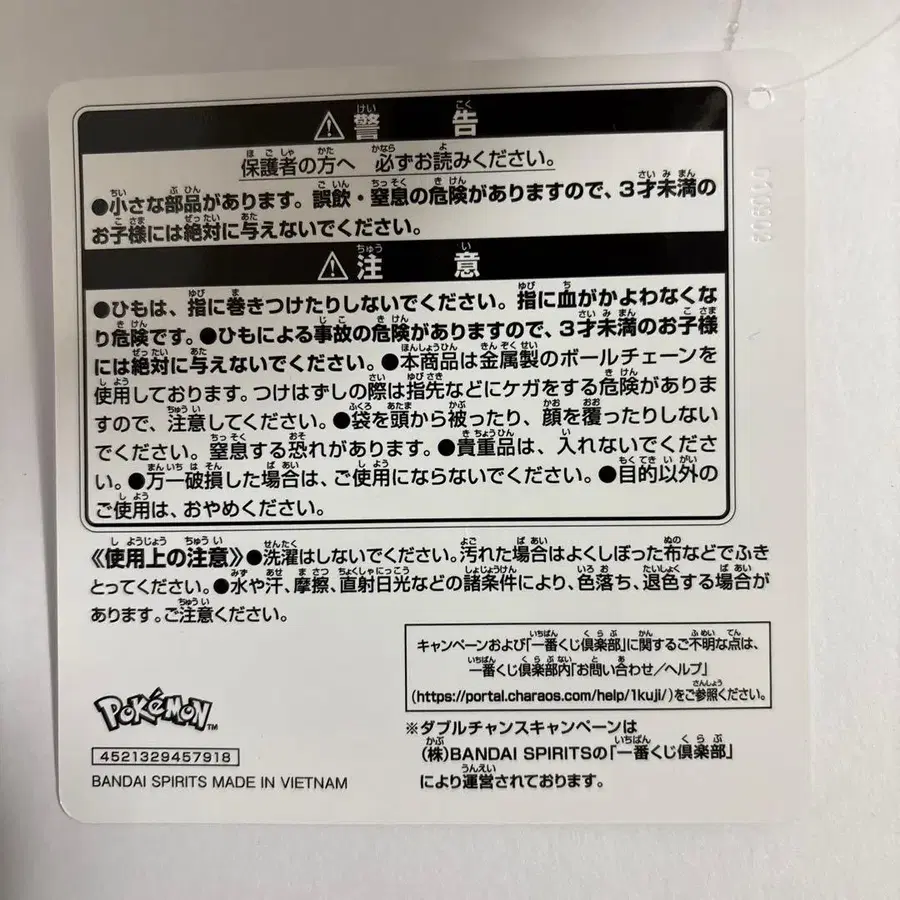 ⚠警告
保護者の方へ 必ずお読みください。
●小さな部品があります。誤飲・窒息の危険がありますので、3才未満の
お子様には絶対に与えないでください。
⚠注意
●ひもは、指に巻きつけたりしないでください。指に血がかよわなくな
り危険です。●ひもによる事故の危険がありますので、3才未満のお子様
には絶対に与えないでください。●本商品は金属製のボールチェーンを
使用しております。つけはずしの際は指先などにケガをする危険がありま
すので、注意してください。●袋を頭から被ったり、顔を覆ったりしない
でください。窒息する恐れがあります。●貴重品は、入れないでくださ
い。●万一破損した場合は、ご使用にならないでください。●目的以外の
ご使用は、おやめください。
《使用上の注意》●洗濯はしないでください。汚れた場合はよくしぼった布などでふき
とってください。●水や汗、摩擦、直射日光などの諸条件により、色落ち、退色する場合が
あります。ご注意ください。
キャンペーンおよび「一番くじ倶楽部」に関するご不明な点は、
一番くじ倶楽部内「お問い合わせ/ヘルプ」
(https://portal.charaos.com/help/1kuji/)をご参照ください。
POKéMON™
4521329457918
BANDAI SPIRITS MADE IN VIETNAM
※ダブルチャンスキャンペーンは
(株)BANDAI SPIRITSの「一番くじ倶楽部」
により運営されております。